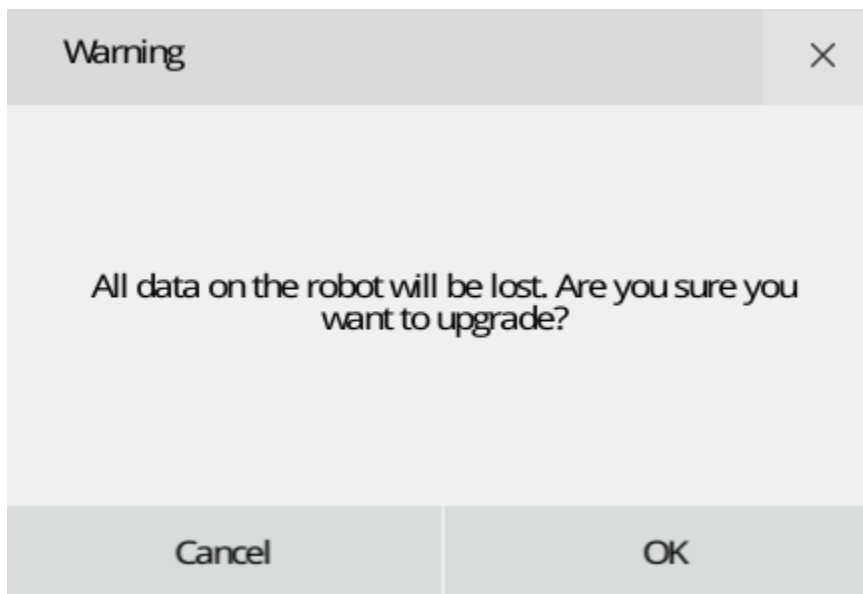 Warning
All data on the robot will be lost. Are you sure you
want to upgrade?
Cancel
OK